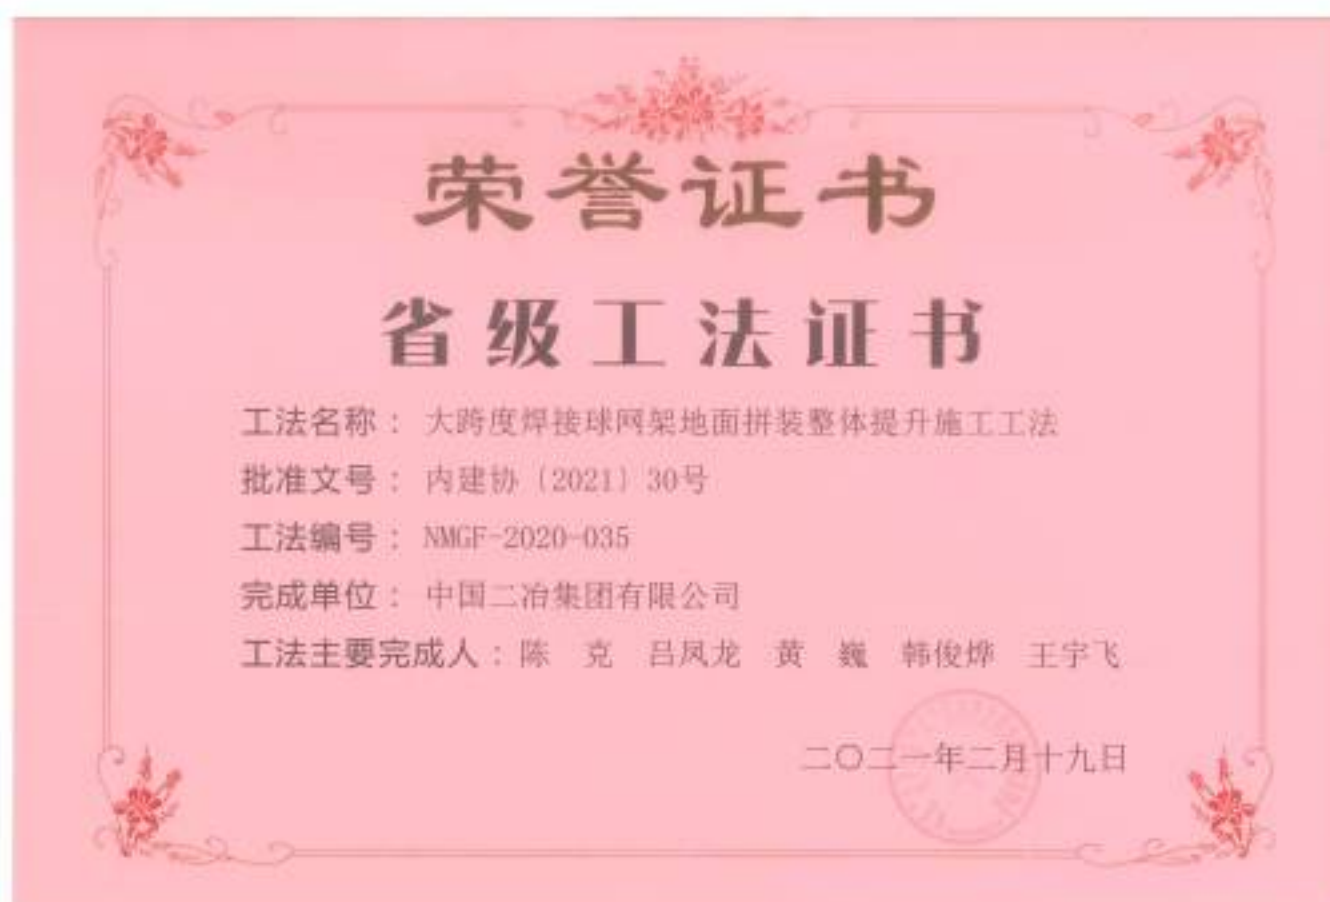 荣誉证书
省级工法证书
工法名称：大跨度焊接球网架地面拼装整体提升施工工法
批准文号：内建协〔2021〕30号
工法编号：NMGF-2020-035
完成单位：中国二冶集团有限公司
工法主要完成人：陈 克 吕凤龙 黄 巍 韩俊烨 王宇飞
二〇二一年二月十九日